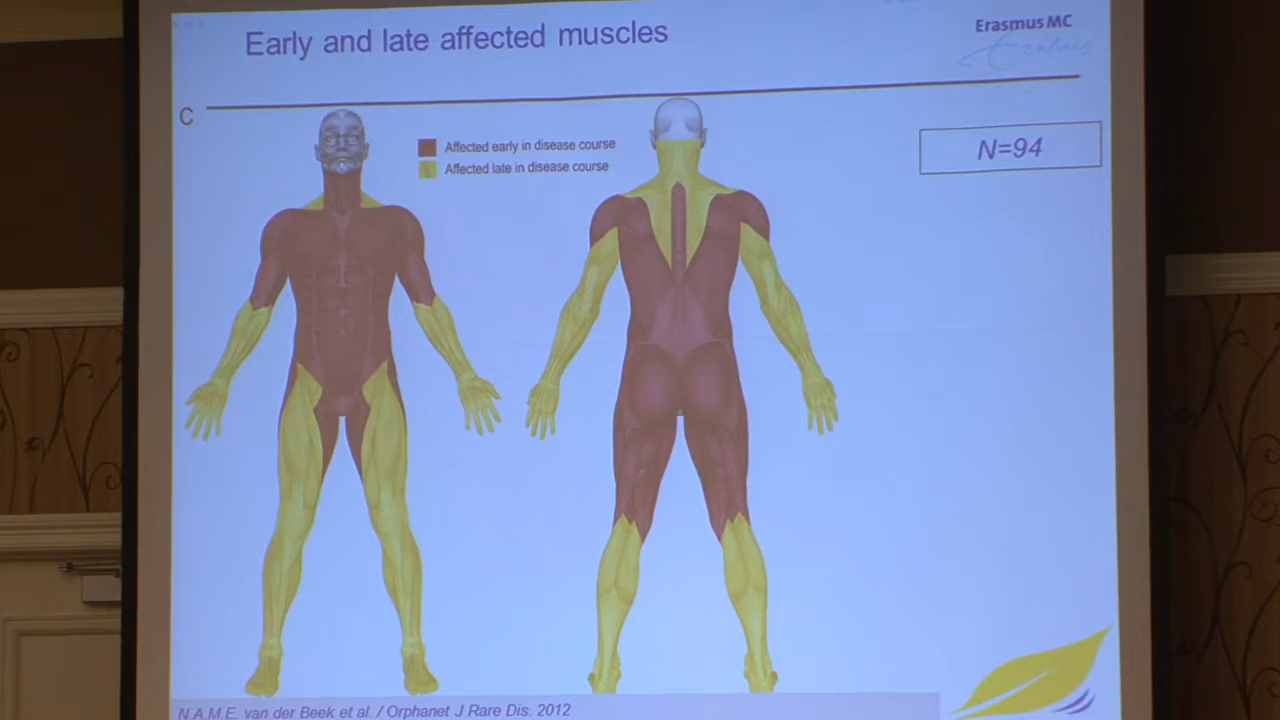 Early and late affected muscles
Erasmus MC
Erasmus
C
Affected early in disease course
Affected late in disease course
N=94
N.A.M.E. van der Beek et al. / Orphanet J Rare Dis. 2012